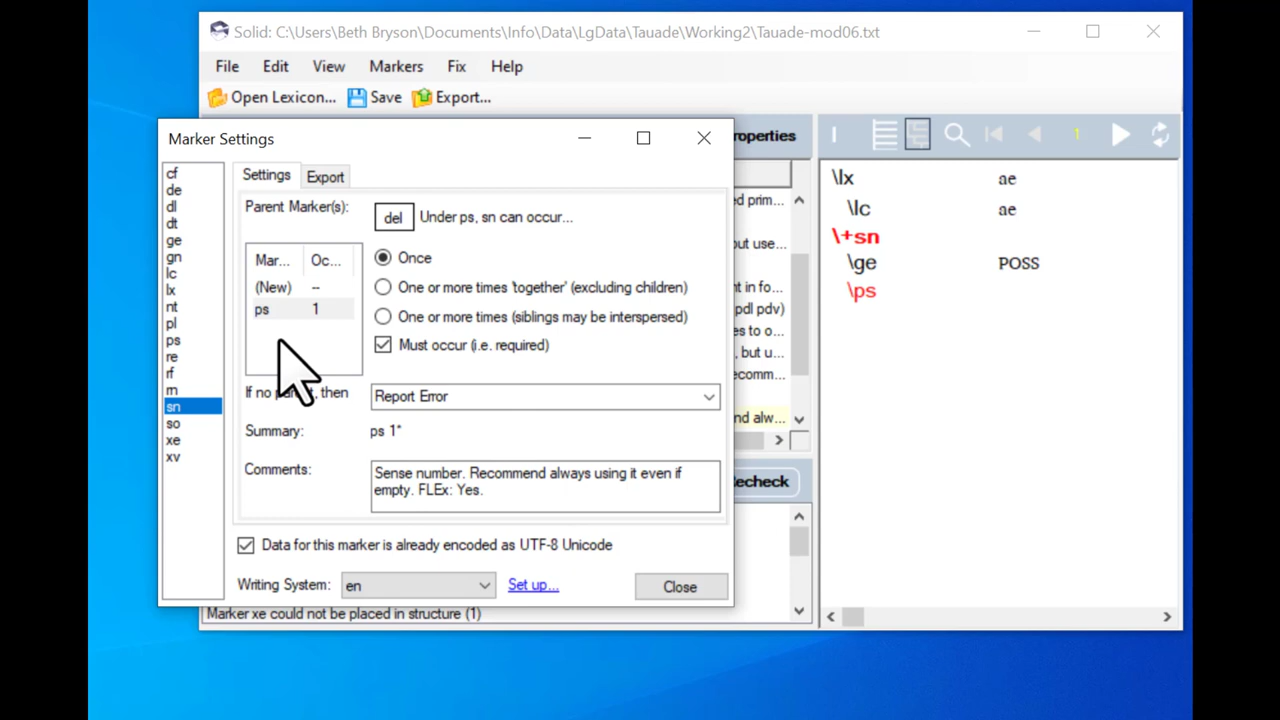 Solid: C:\Users\Beth Bryson\Documents\Info\Data\LgData\Tauade\Working2\Tauade-mod06.txt
File Edit View Markers Fix Help
Open Lexicon... Save Export...
Marker Settings
roperties
1
cf
de
dl
dt
ge
gn
lc
lx
nt
pl
ps
re
rf
rn
sn
so
xe
xv
Settings Export
Parent Marker(s):
del Under ps, sn can occur...
Mar... Oc...
(New) --
ps 1
Once
One or more times 'together' (excluding children)
One or more times (siblings may be interspersed)
Must occur (i.e. required)
If no parent, then Report Error
Summary: ps 1*
Comments: Sense number. Recommend always using it even if
empty. FLEx: Yes.
Data for this marker is already encoded as UTF-8 Unicode
Writing System: en Set up... Close
ed prim...
but use...
nt in fo...
pdl pdv)
es to o...
, but u...
ecomm...
nd alw...
Recheck
Marker xe could not be placed in structure (1)
\lx ae
\lc ae
\+sn
\ge POSS
\ps